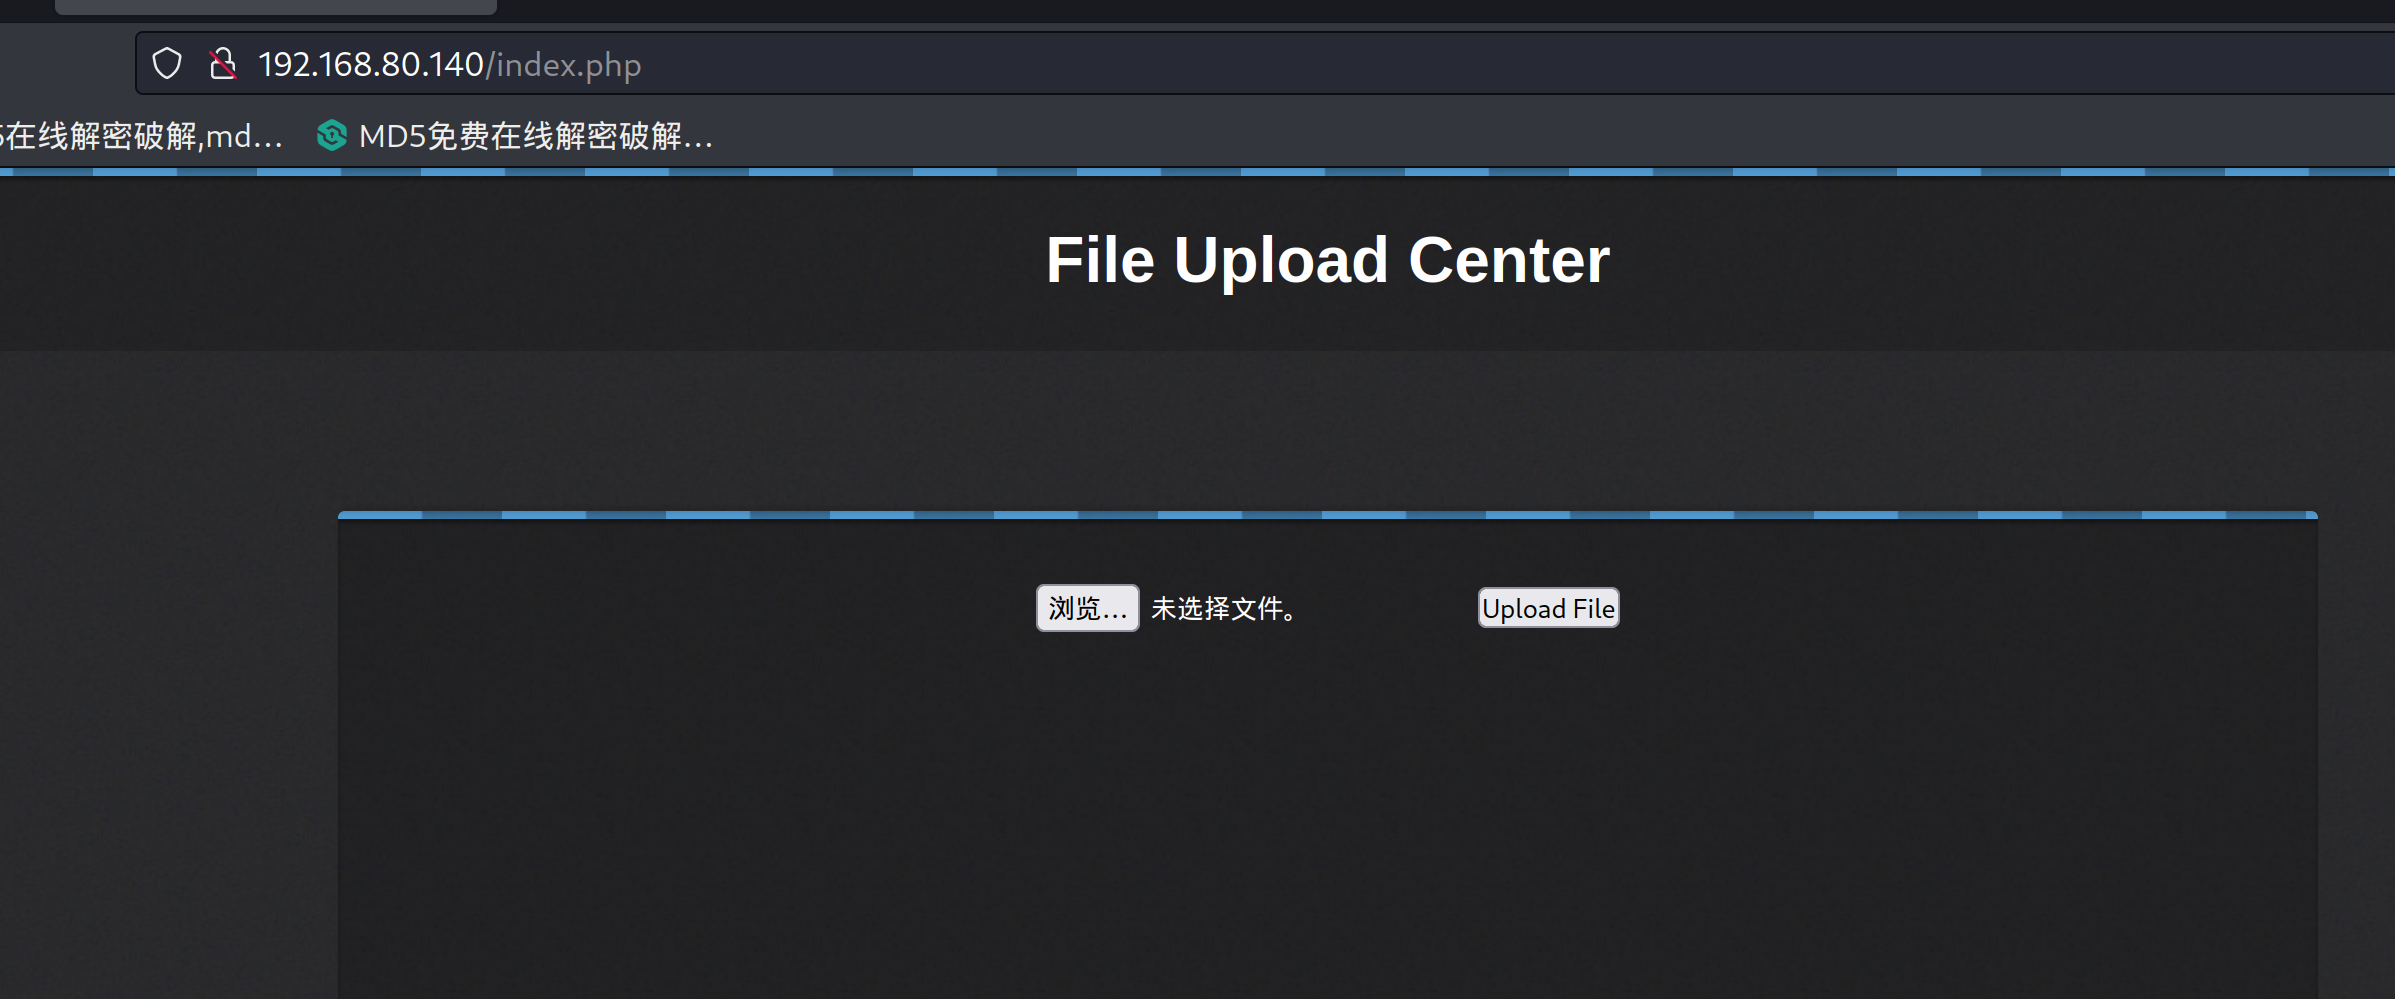 192.168.80.140/index.php
在线解密破解,md… MD5免费在线解密破解…
File Upload Center
浏览… 未选择文件。 Upload File